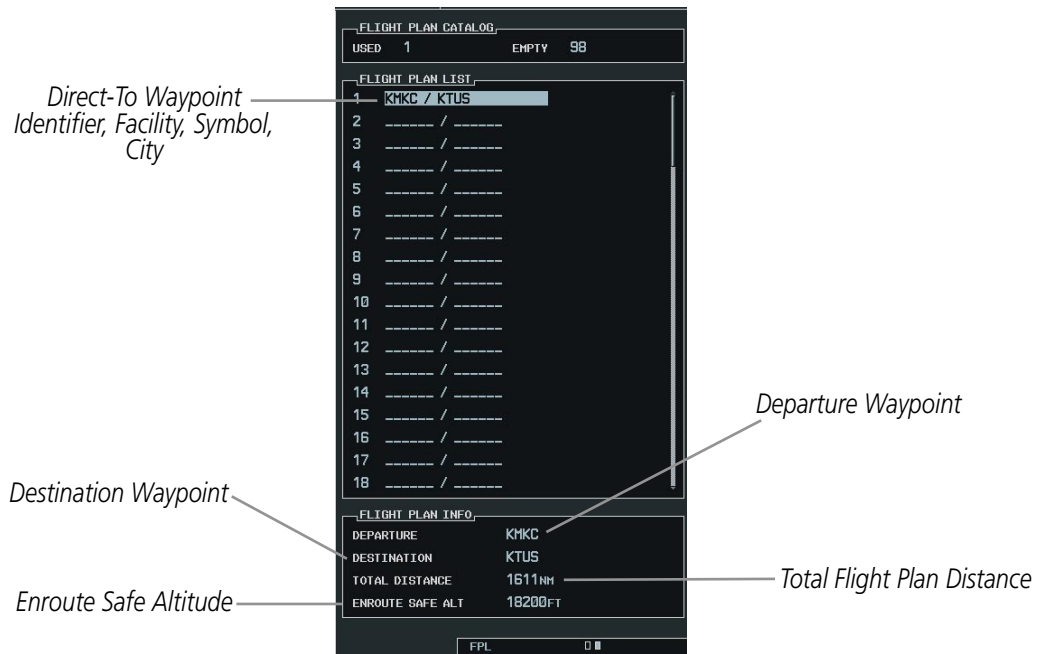 FLIGHT PLAN CATALOG
USED 1 EMPTY 98
FLIGHT PLAN LIST
Direct-To Waypoint
Identifier, Facility, Symbol,
City
1 KMKC / KTUS
2 ______ / ______
3 ______ / ______
4 ______ / ______
5 ______ / ______
6 ______ / ______
7 ______ / ______
8 ______ / ______
9 ______ / ______
10 ______ / ______
11 ______ / ______
12 ______ / ______
13 ______ / ______
14 ______ / ______
15 ______ / ______
16 ______ / ______
17 ______ / ______
18 ______ / ______
Departure Waypoint
Destination Waypoint
FLIGHT PLAN INFO
DEPARTURE KMKC
DESTINATION KTUS
TOTAL DISTANCE 1611NM
Total Flight Plan Distance
Enroute Safe Altitude
ENROUTE SAFE ALT 18200FT
FPL